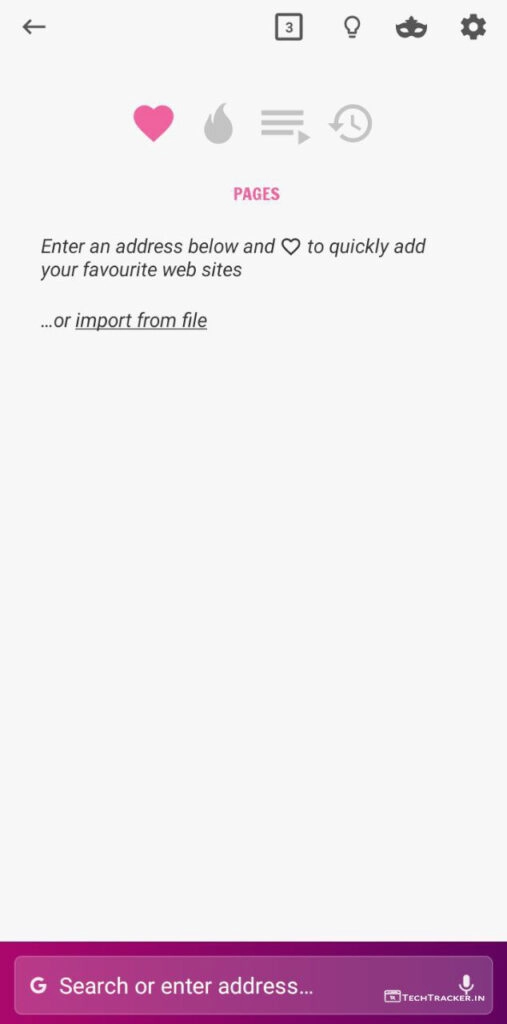 3
PAGES
Enter an address below and to quickly add
your favourite web sites
...or import from file
G Search or enter address...
TECHTRACKER.IN